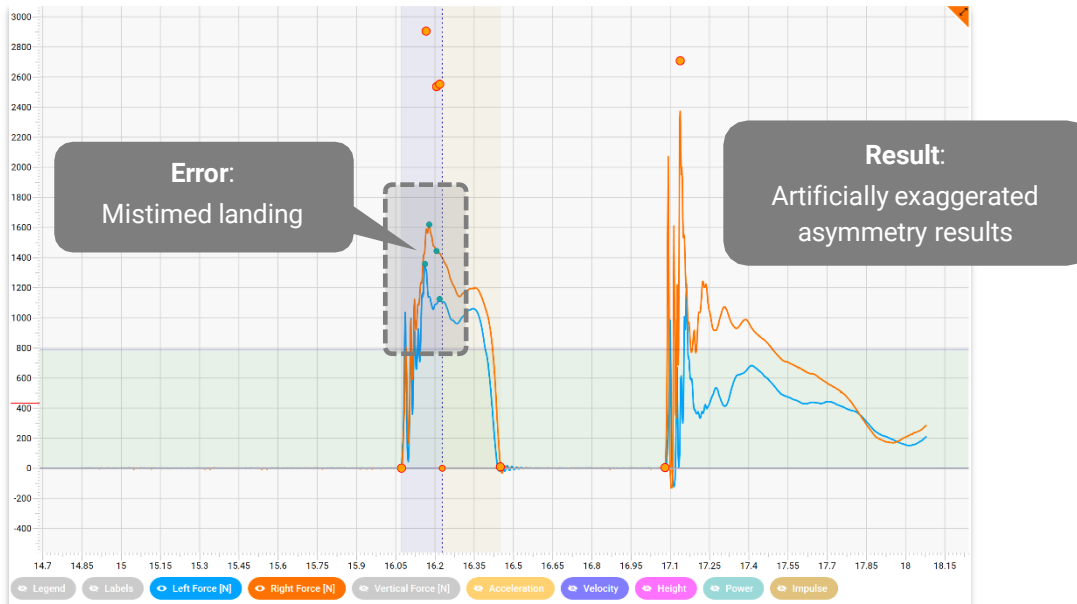 3000
2800
2600
2400
2200
2000
1800
1600
1400
1200
1000
800
600
400
200
0
-200
-400
Error:
Mistimed landing
Result:
Artificially exaggerated
asymmetry results
14.7 14.85 15 15.15 15.3 15.45 15.6 15.75 15.9 16.05 16.2 16.35 16.5 16.65 16.8 16.95 17.1 17.25 17.4 17.55 17.7 17.85 18 18.15
Legend Labels Left Force [N] Right Force [N] Vertical Force [N] Acceleration Velocity Height Power Impulse